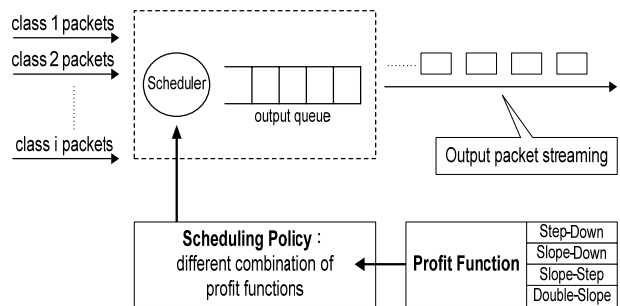 class 1 packets
class 2 packets
class i packets
Scheduler
output queue
Output packet streaming
Scheduling Policy :
different combination of
profit functions
Profit Function
Step-Down
Slope-Down
Slope-Step
Double-Slope